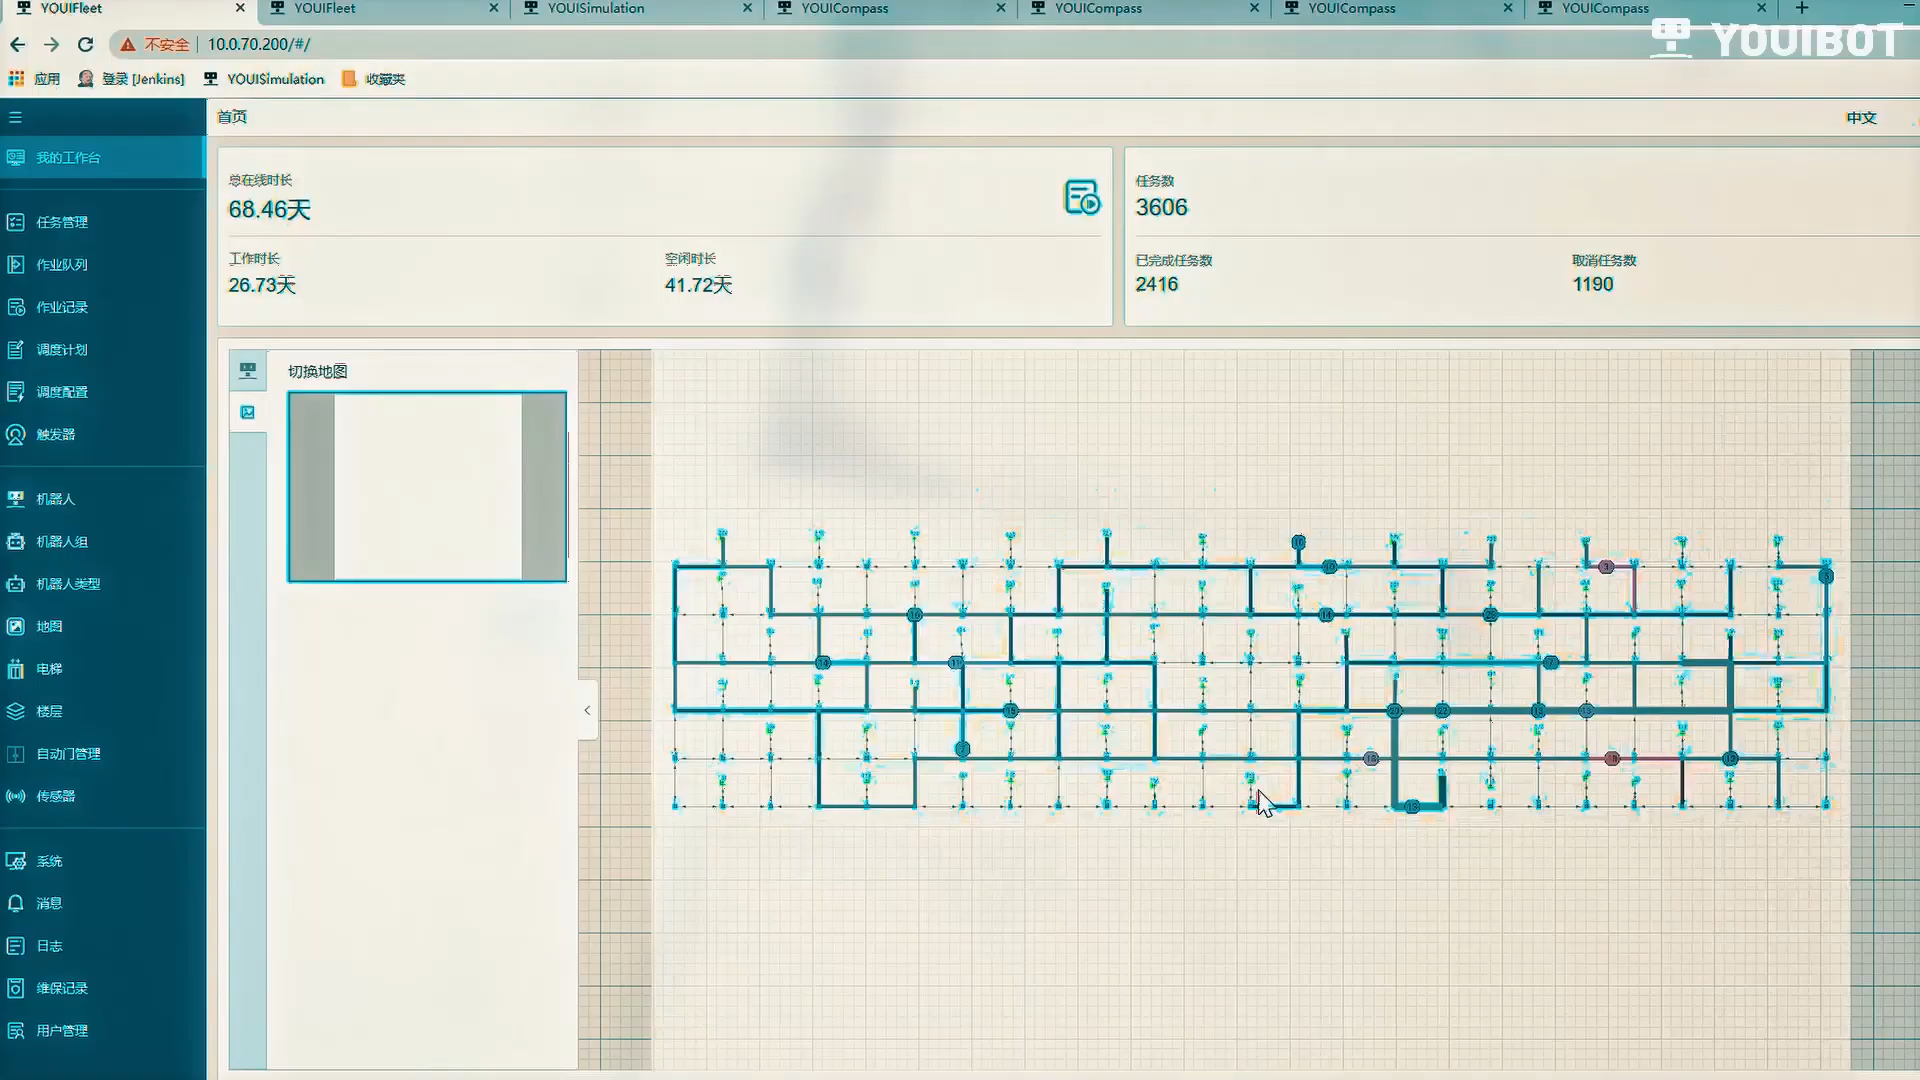 YOUIFleet
YOUIFleet
YOUISimulation
YOUICompass
YOUICompass
YOUICompass
YOUICompass
不安全
10.0.70.200/#/
YOUIBOT
应用
登录 [Jenkins]
YOUISimulation
收藏夹
首页
中文
我的工作台
任务管理
作业队列
作业记录
调度计划
调度配置
触发器
机器人
机器人组
机器人类型
地图
电梯
楼层
自动门管理
传感器
系统
消息
日志
维保记录
用户管理
总在线时长
68.46天
工作时长
26.73天
空闲时长
41.72天
任务数
3606
已完成任务数
2416
取消任务数
1190
切换地图